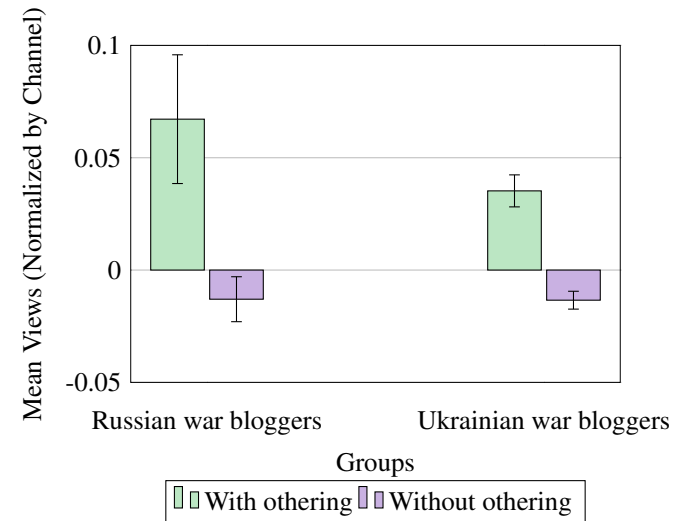 Mean Views (Normalized by Channel)
0.1
0.05
0
-0.05
Russian war bloggers
Ukrainian war bloggers
Groups
With othering
Without othering